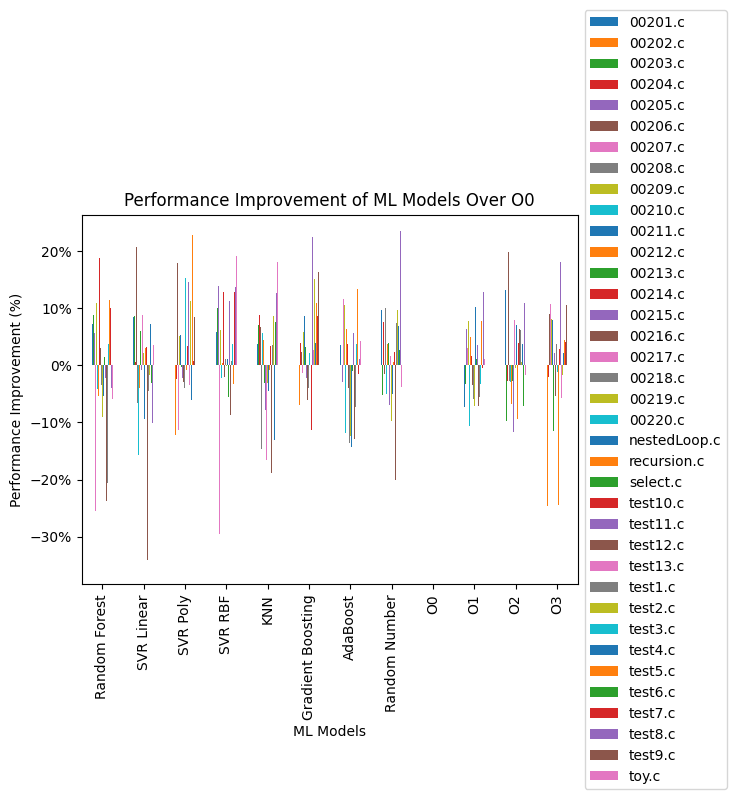 Performance Improvement of ML Models Over O0
Performance Improvement (%)
20%
10%
0%
−10%
−20%
−30%
Random Forest
SVR Linear
SVR Poly
SVR RBF
KNN
Gradient Boosting
AdaBoost
Random Number
O0
O1
O2
O3
ML Models
00201.c
00202.c
00203.c
00204.c
00205.c
00206.c
00207.c
00208.c
00209.c
00210.c
00211.c
00212.c
00213.c
00214.c
00215.c
00216.c
00217.c
00218.c
00219.c
00220.c
nestedLoop.c
recursion.c
select.c
test10.c
test11.c
test12.c
test13.c
test1.c
test2.c
test3.c
test4.c
test5.c
test6.c
test7.c
test8.c
test9.c
toy.c